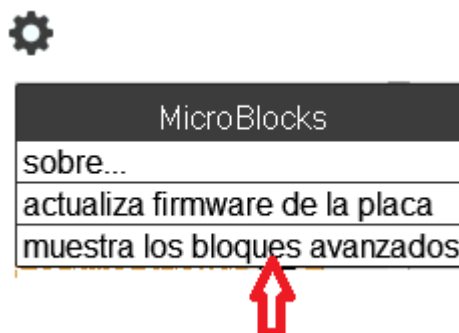 MicroBlocks
sobre...
actualiza firmware de la placa
muestra los bloques avanzados